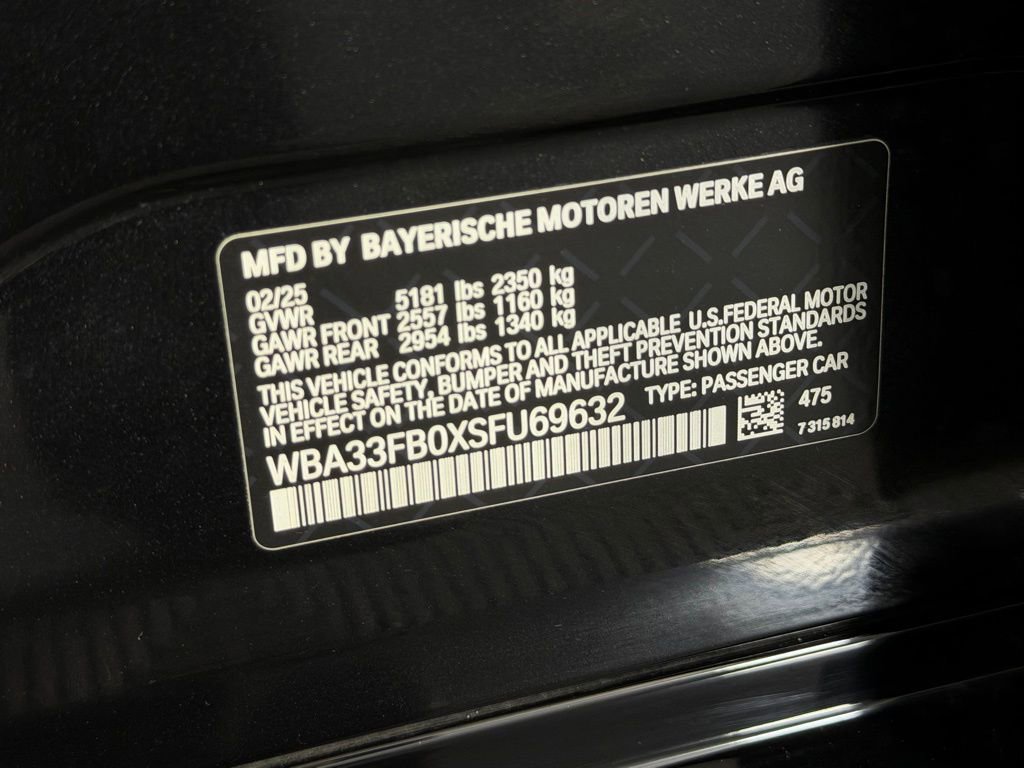 MFD BY BAYERISCHE MOTOREN WERKE AG
02/25
GVWR 5181 lbs 2350 kg
GAWR FRONT 2557 lbs 1160 kg
GAWR REAR 2954 lbs 1340 kg
THIS VEHICLE CONFORMS TO ALL APPLICABLE U.S.FEDERAL MOTOR
VEHICLE SAFETY, BUMPER AND THEFT PREVENTION STANDARDS
IN EFFECT ON THE DATE OF MANUFACTURE SHOWN ABOVE.
WBA33FB0XSFU69632 TYPE: PASSENGER CAR
475
7 315 814